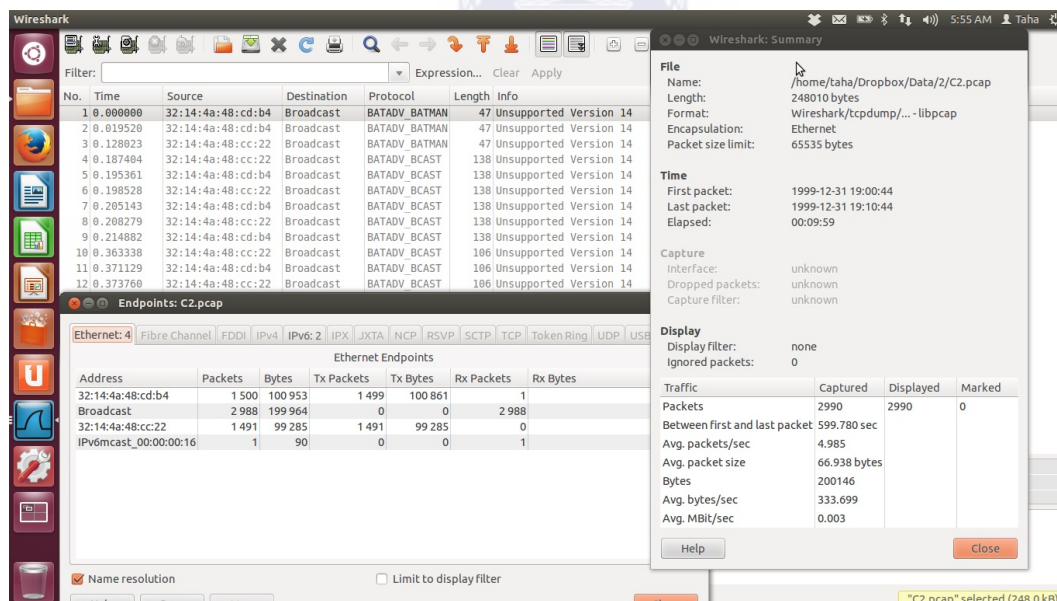 Wireshark
5:55 AM Taha
Filter:
Expression... Clear Apply
No. Time Source Destination Protocol Length Info
1 0.000000 32:14:4a:48:cd:b4 Broadcast BATADV_BATMAN 47 Unsupported Version 14
2 0.019520 32:14:4a:48:cd:b4 Broadcast BATADV_BATMAN 47 Unsupported Version 14
3 0.128023 32:14:4a:48:cc:22 Broadcast BATADV_BATMAN 47 Unsupported Version 14
4 0.187404 32:14:4a:48:cc:22 Broadcast BATADV_BCAST 138 Unsupported Version 14
5 0.195361 32:14:4a:48:cd:b4 Broadcast BATADV_BCAST 138 Unsupported Version 14
6 0.198528 32:14:4a:48:cc:22 Broadcast BATADV_BCAST 138 Unsupported Version 14
7 0.205143 32:14:4a:48:cd:b4 Broadcast BATADV_BCAST 138 Unsupported Version 14
8 0.208279 32:14:4a:48:cc:22 Broadcast BATADV_BCAST 138 Unsupported Version 14
9 0.214882 32:14:4a:48:cd:b4 Broadcast BATADV_BCAST 138 Unsupported Version 14
10 0.363338 32:14:4a:48:cc:22 Broadcast BATADV_BCAST 106 Unsupported Version 14
11 0.371129 32:14:4a:48:cd:b4 Broadcast BATADV_BCAST 106 Unsupported Version 14
12 0.373760 32:14:4a:48:cc:22 Broadcast BATADV_BCAST 106 Unsupported Version 14
Endpoints: C2.pcap
Ethernet: 4 Fibre Channel FDDI IPv4 IPv6: 2 IPX JXTA NCP RSVP SCTP TCP Token Ring UDP USB
Ethernet Endpoints
Address Packets Bytes Tx Packets Tx Bytes Rx Packets Rx Bytes
32:14:4a:48:cd:b4 1 500 100 953 1 499 100 861 1
Broadcast 2 988 199 964 0 0 2 988
32:14:4a:48:cc:22 1 491 99 285 1 491 99 285 0
IPv6mcast_00:00:00:16 1 90 0 0 1
Name resolution
Limit to display filter
Wireshark: Summary
File
Name: /home/taha/Dropbox/Data/2/C2.pcap
Length: 248010 bytes
Format: Wireshark/tcpdump/... - libpcap
Encapsulation: Ethernet
Packet size limit: 65535 bytes
Time
First packet: 1999-12-31 19:00:44
Last packet: 1999-12-31 19:10:44
Elapsed: 00:09:59
Capture
Interface: unknown
Dropped packets: unknown
Capture filter: unknown
Display
Display filter: none
Ignored packets: 0
Traffic Captured Displayed Marked
Packets 2990 2990 0
Between first and last packet 599.780 sec
Avg. packets/sec 4.985
Avg. packet size 66.938 bytes
Bytes 200146
Avg. bytes/sec 333.699
Avg. MBit/sec 0.003
Help
Close
"C2.pcap" selected (248.0 kB)